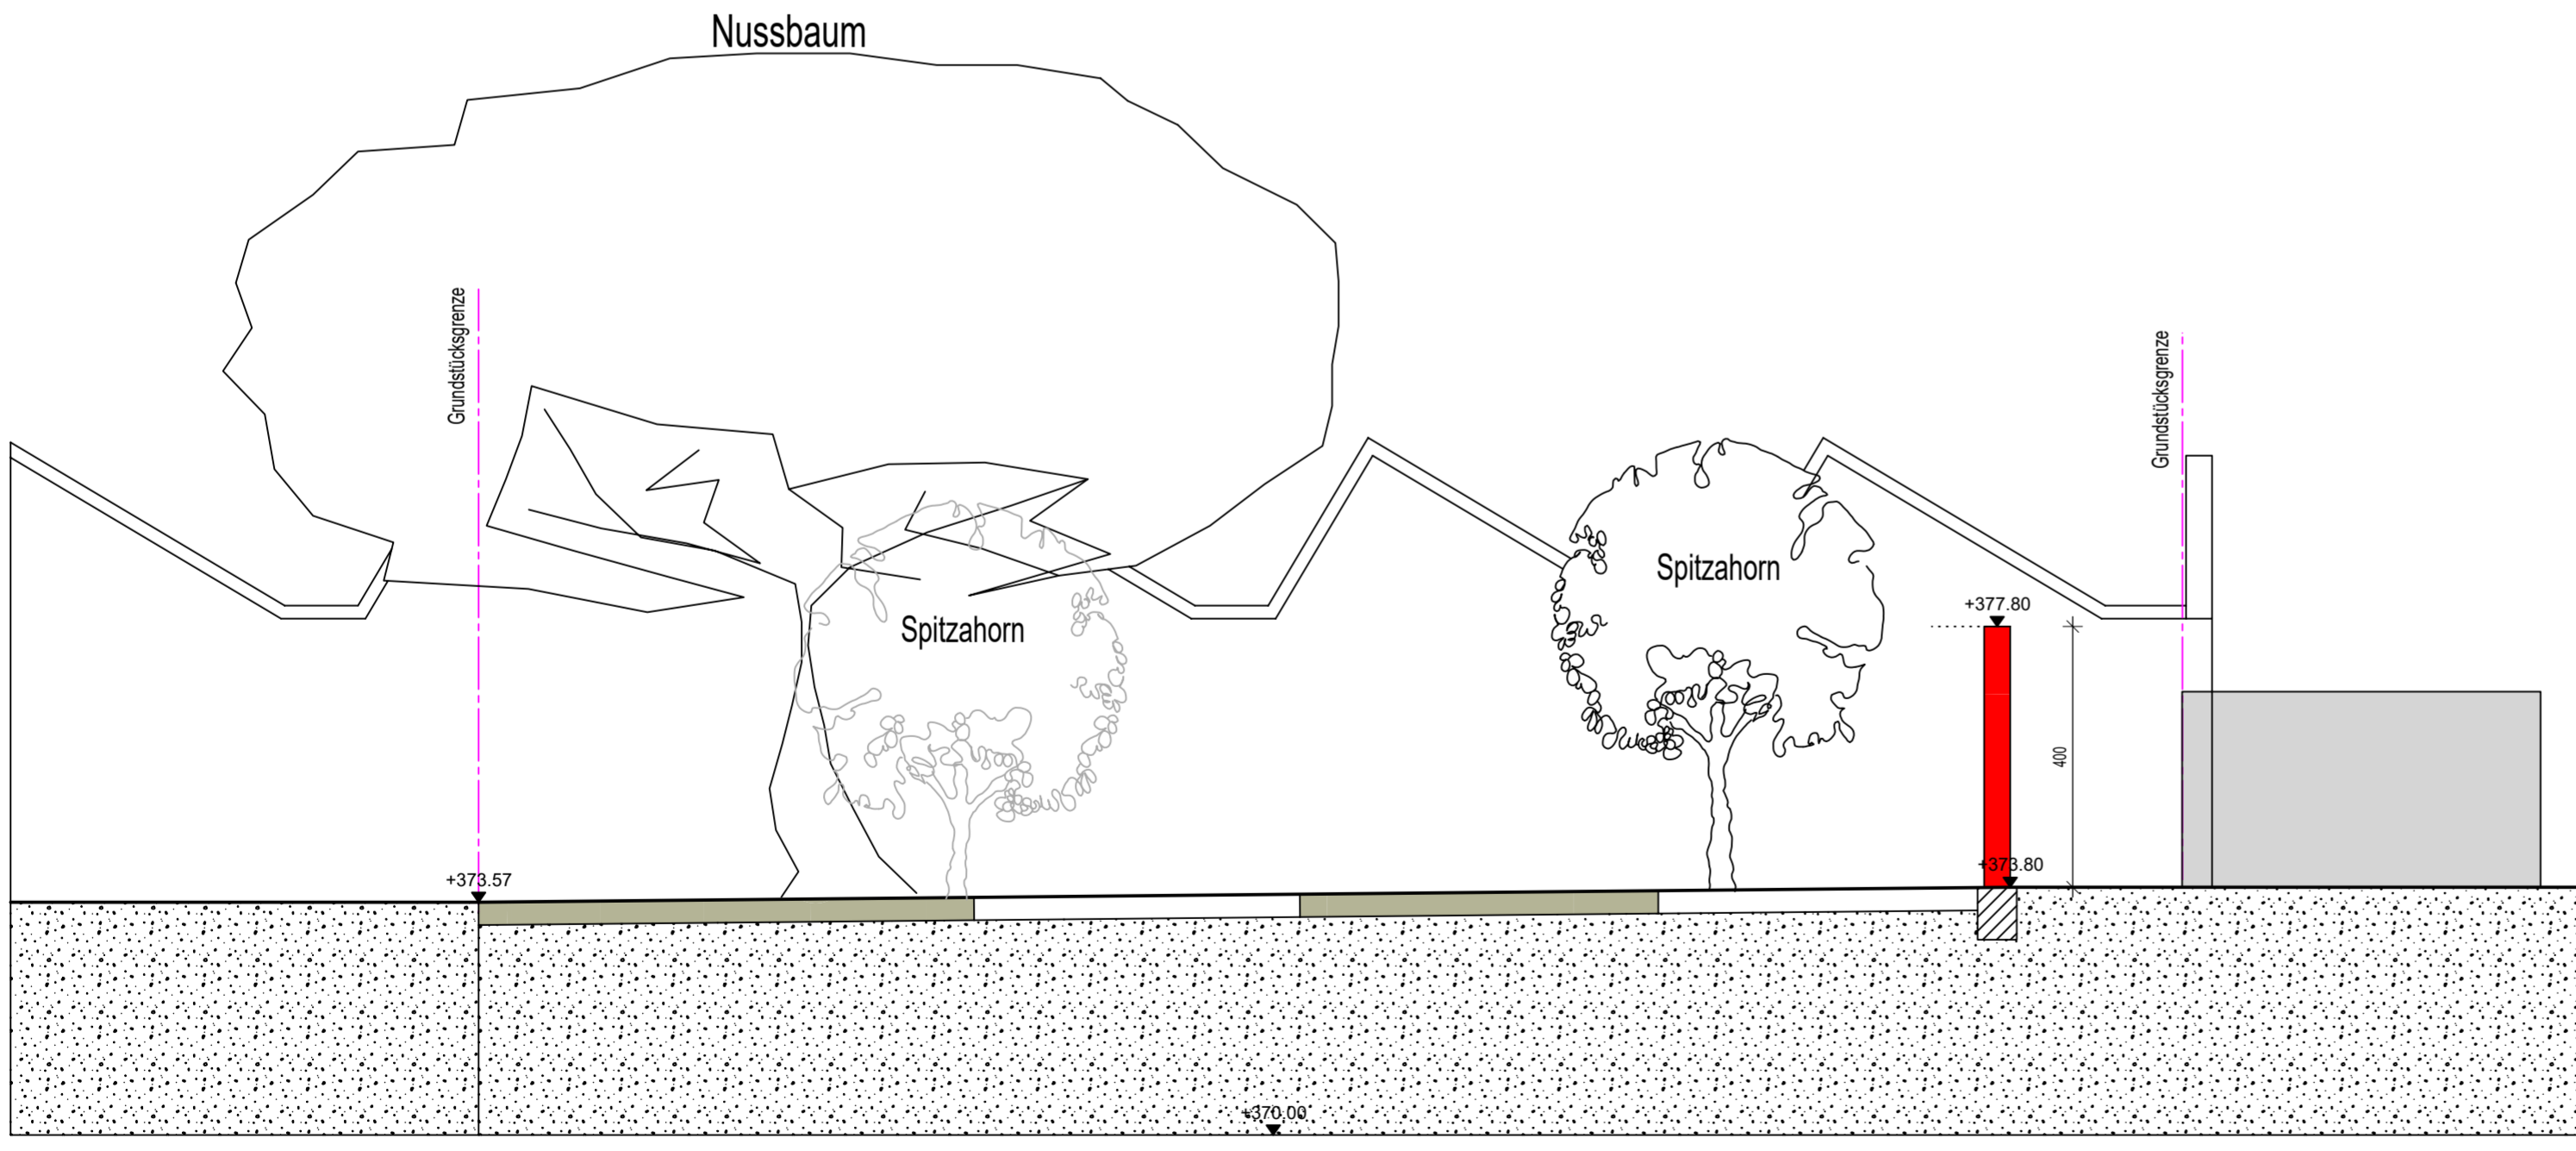 Nussbaum
Grundstücksgrenze
Grundstücksgrenze
Spitzahorn
Spitzahorn
+377.80
400
+373.80
+373.57
+370.00